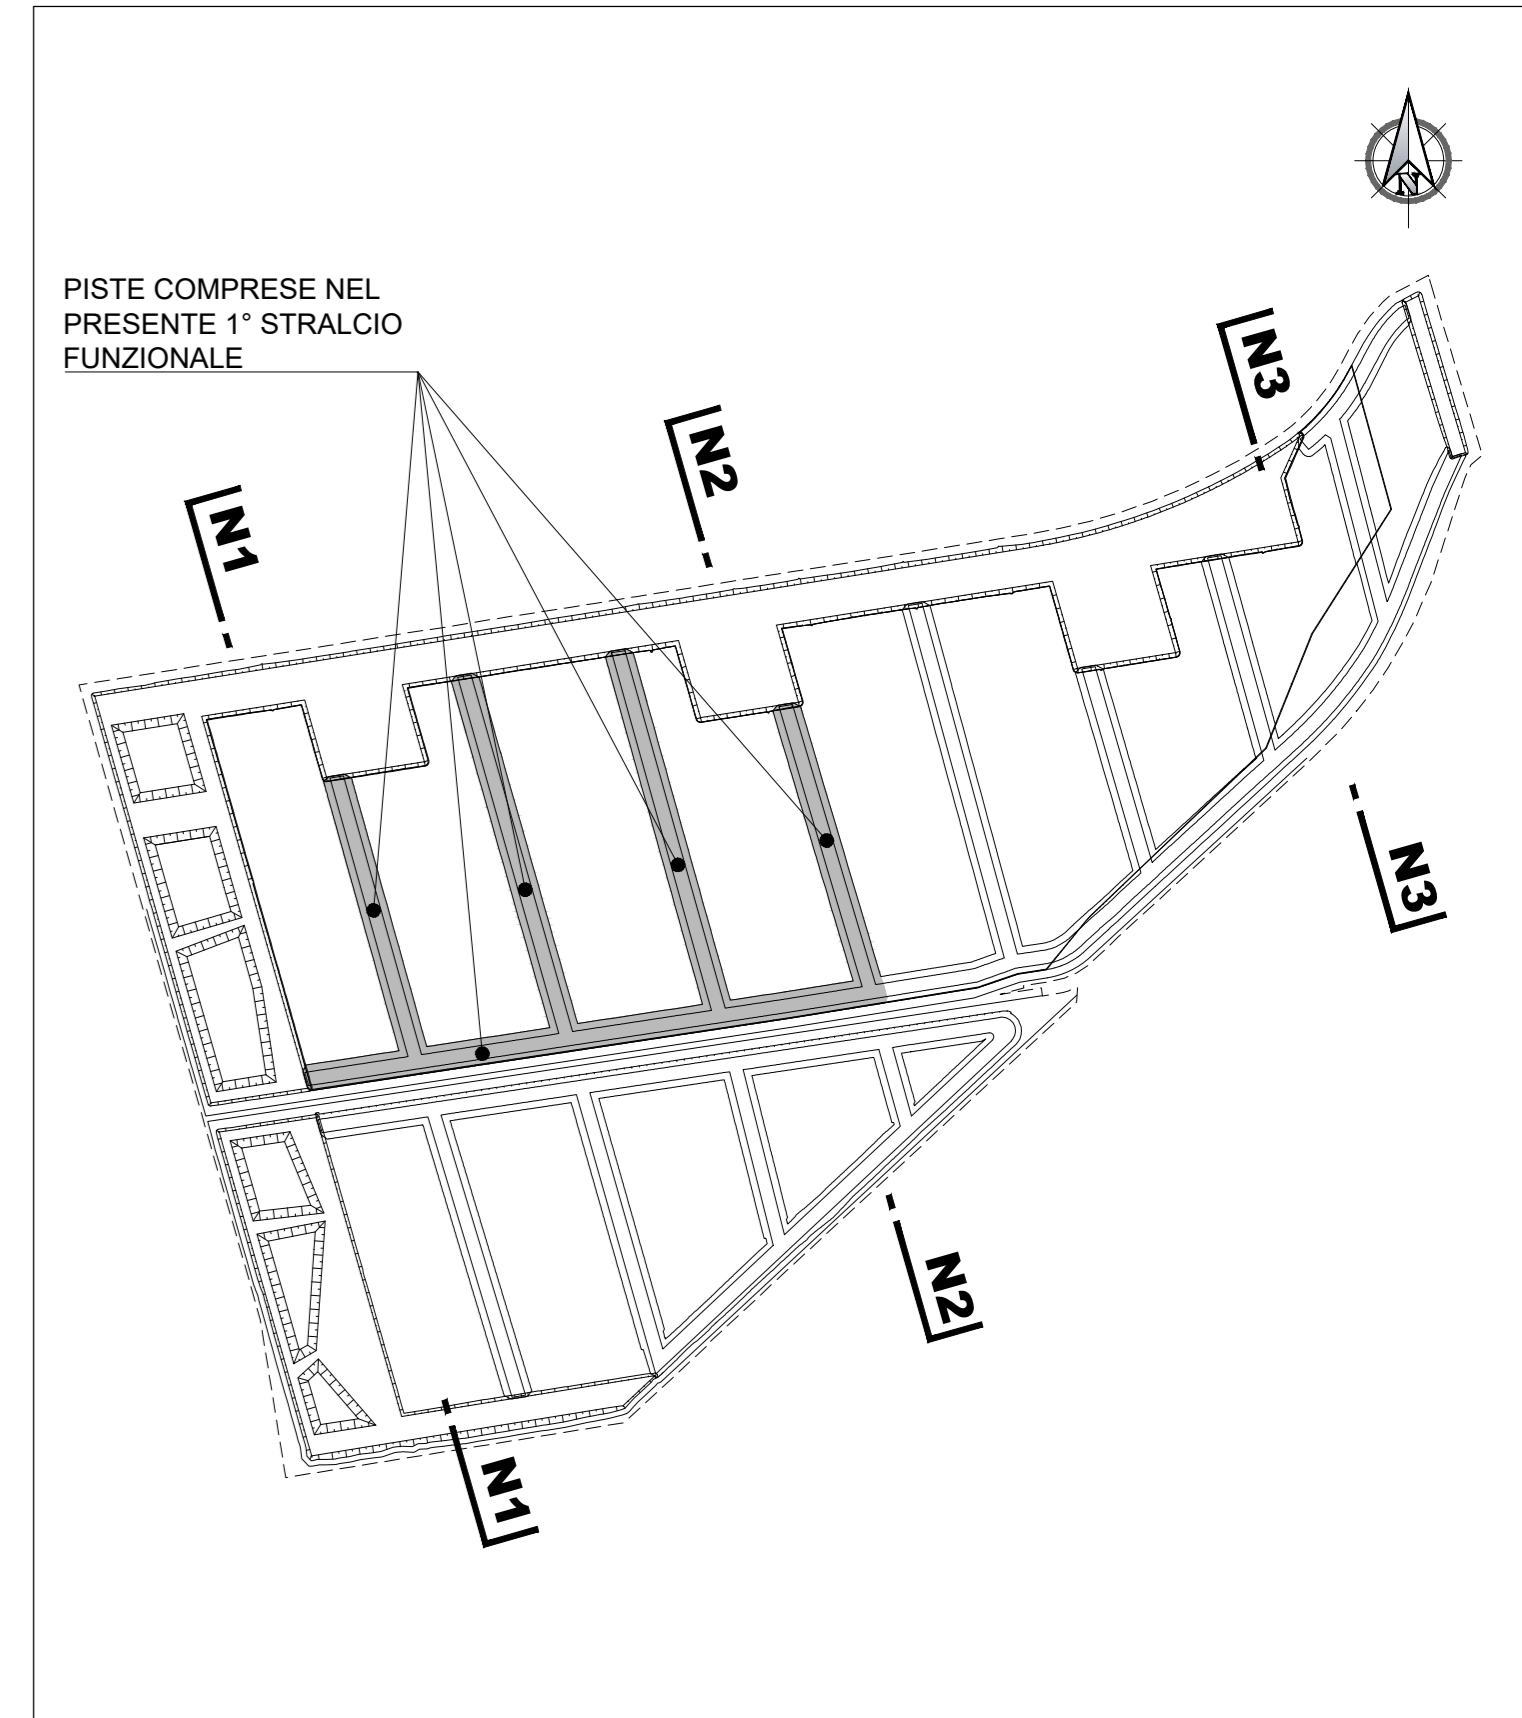 N
PISTE COMPRESE NEL
PRESENTE 1° STRALCIO
FUNZIONALE
N3
N2
N1
N3
N2
N1